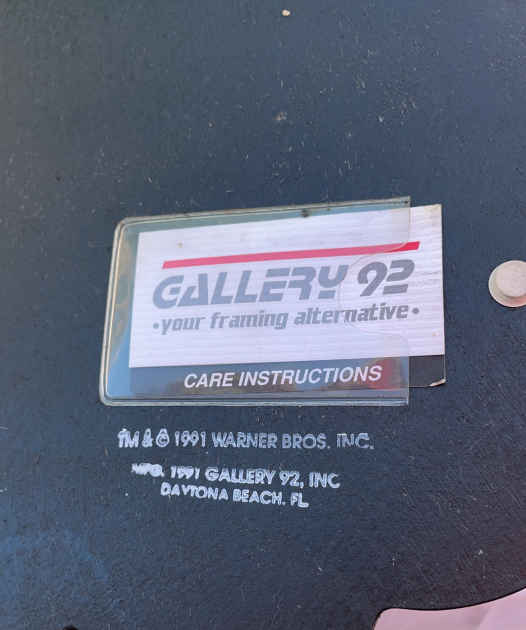 GALLERY 92
•your framing alternative•
CARE INSTRUCTIONS
TM & © 1991 WARNER BROS. INC.
MFG. 1991 GALLERY 92, INC
DAYTONA BEACH, FL